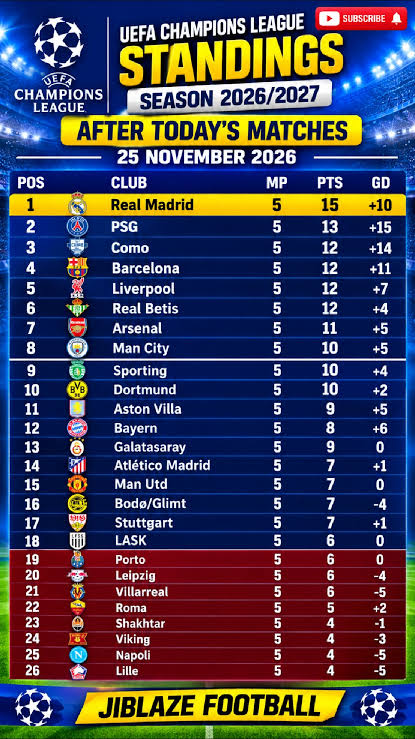 UEFA CHAMPIONS LEAGUE
SUBSCRIBE
STANDINGS
UEFA
CHAMPIONS
LEAGUE
SEASON 2026/2027
AFTER TODAY'S MATCHES
25 NOVEMBER 2026
POS CLUB MP PTS GD
1 Real Madrid 5 15 +10
2 PSG 5 13 +15
3 Como 5 12 +14
4 Barcelona 5 12 +11
5 Liverpool 5 12 +7
6 Real Betis 5 12 +4
7 Arsenal 5 11 +5
8 Man City 5 10 +5
9 Sporting 5 10 +4
10 Dortmund 5 10 +2
11 Aston Villa 5 9 +5
12 Bayern 5 8 +6
13 Galatasaray 5 9 0
14 Atlético Madrid 5 7 +1
15 Man Utd 5 7 0
16 Bodø/Glimt 5 7 -4
17 Stuttgart 5 7 +1
18 LASK 5 6 0
19 Porto 5 6 0
20 Leipzig 5 6 -4
21 Villarreal 5 6 -5
22 Roma 5 5 +2
23 Shakhtar 5 4 -1
24 Viking 5 4 -3
25 Napoli 5 4 -5
26 Lille 5 4 -5
JIBLAZE FOOTBALL